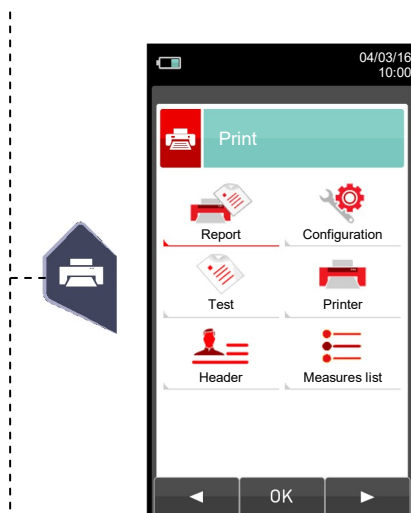 04/03/16
10:00
Print
Report
Configuration
Test
Printer
Header
Measures list
OK